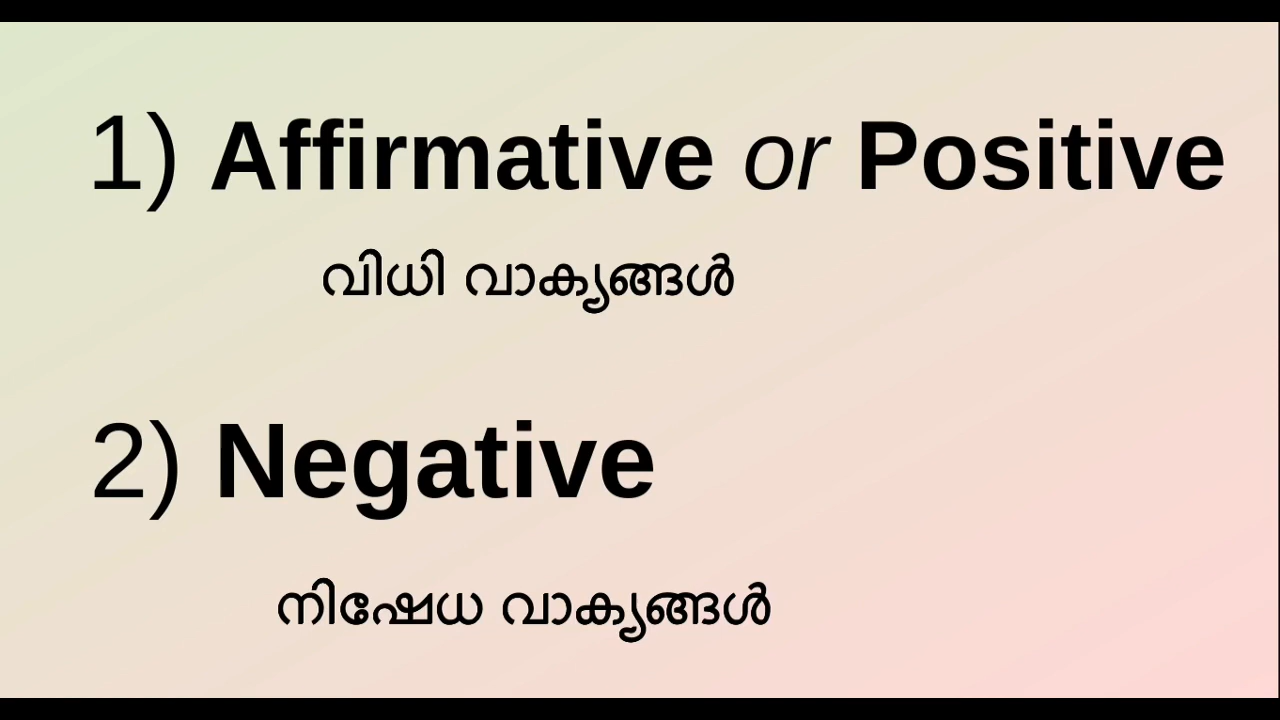 1) Affirmative or Positive
വിധി വാക്യങ്ങൾ
2) Negative
നിഷേധ വാക്യങ്ങൾ